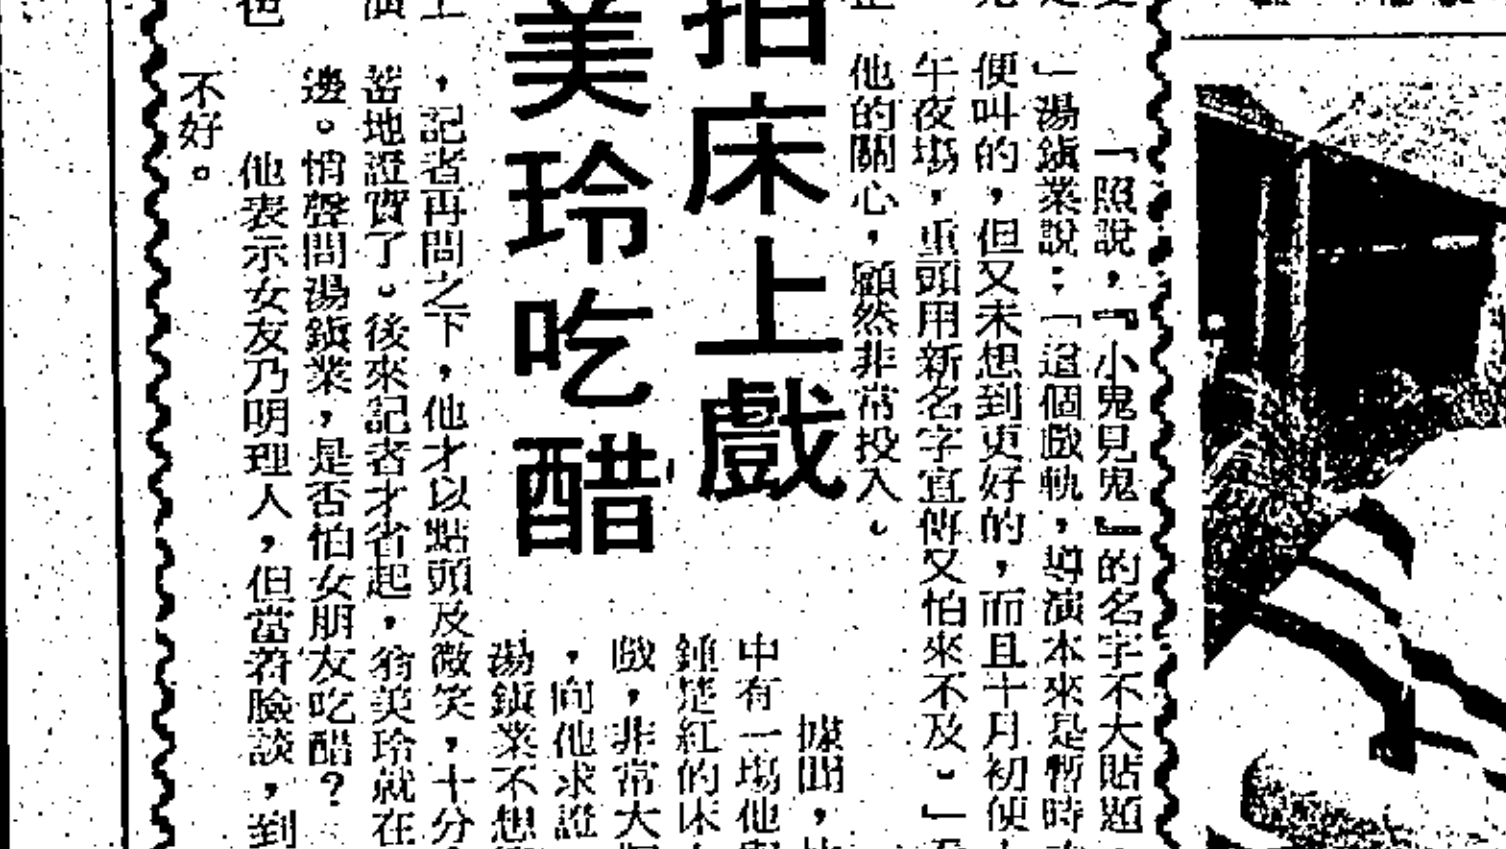 拍床上戲
美玲吃醋
「照說,『小鬼見鬼』的名字不大貼題
」湯鎮業說:「這個戲軌,導演本來是暫時
便叫的,但又未想到更好的,而且十月初便
午夜場,重頭用新名字宣傳又怕來不及。」
他的關心,顯然非常投入。
據聞,
中有一場他
鍾楚紅的床
戲,非常大
,向他求證
湯鎮業不想
,記者再問之下,他才以點頭及微笑,十分
蓄地證實了。後來記者才省起,翁美玲就在
邊。悄聲問湯鎮業,是否怕女朋友吃醋?
他表示女友乃明理人,但當着臉談,到
不好。